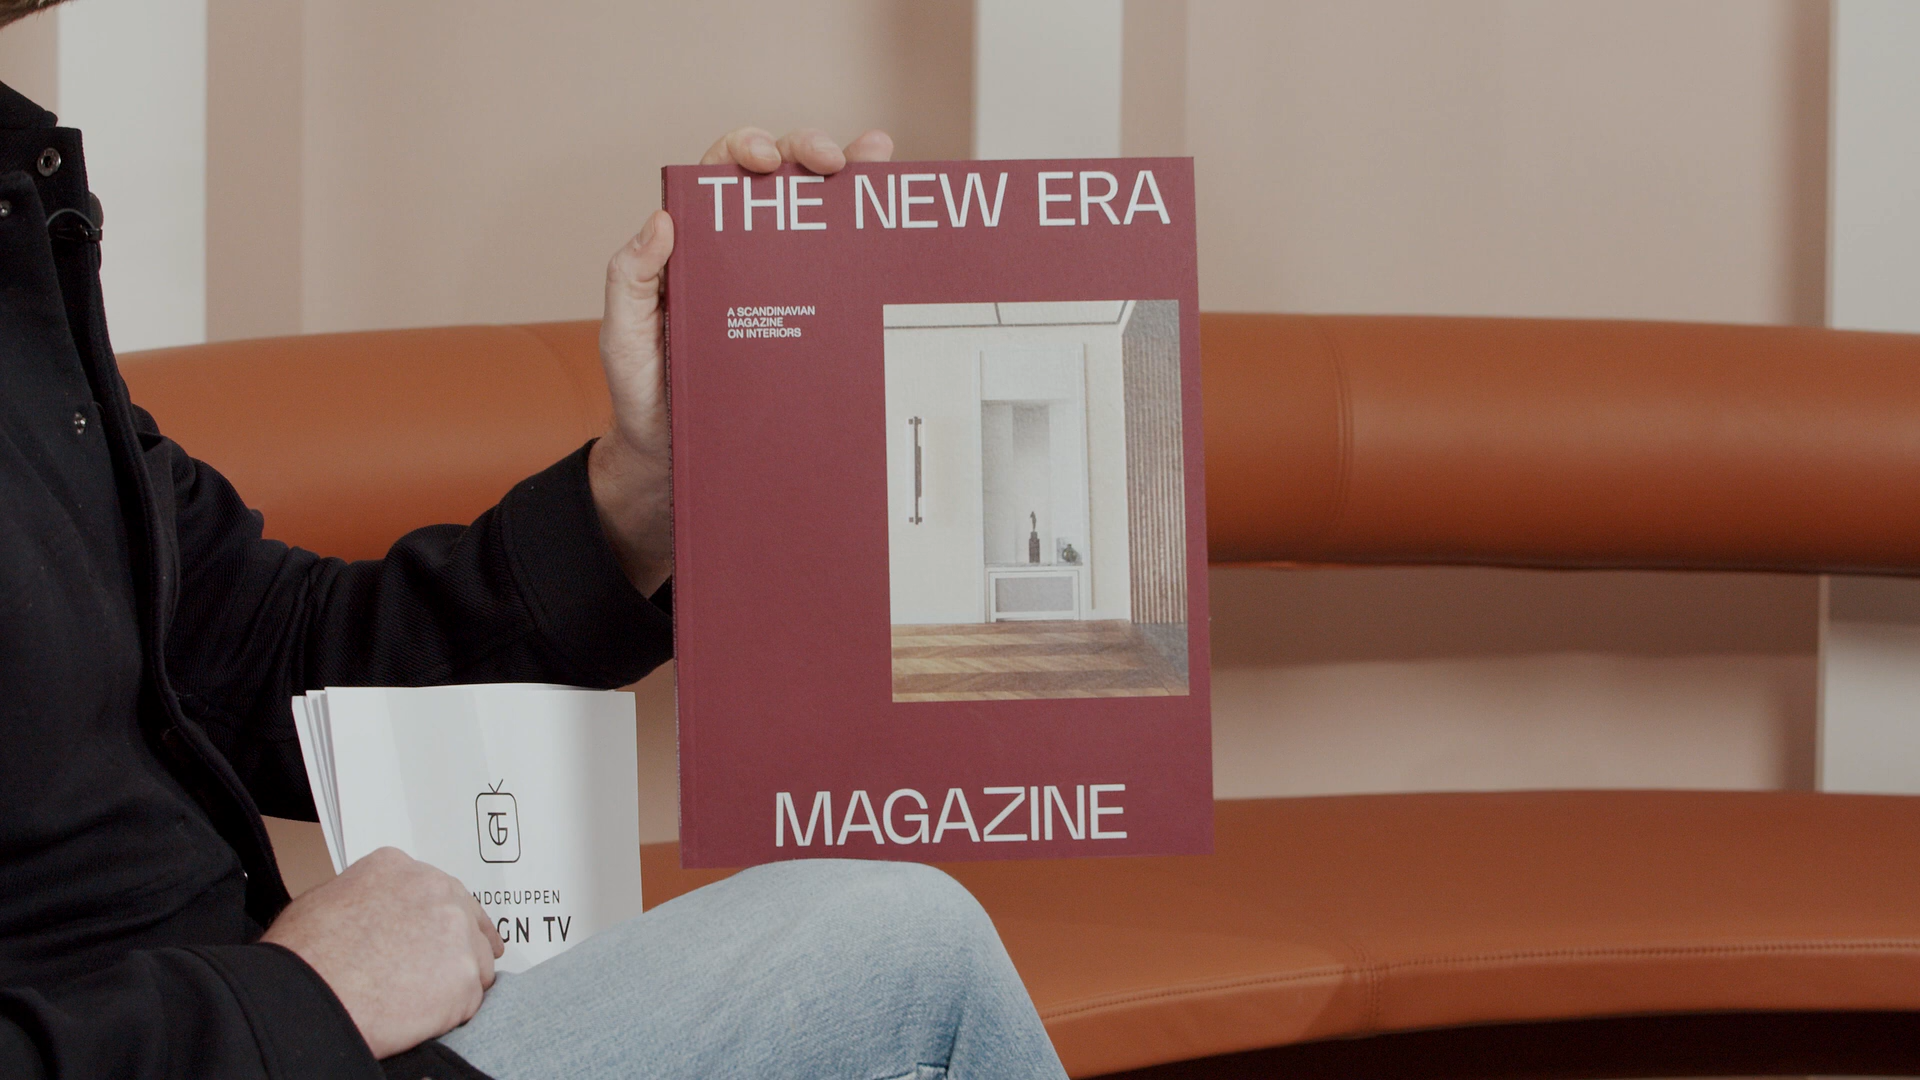 THE NEW ERA
A SCANDINAVIAN
MAGAZINE
ON INTERIORS
MAGAZINE
NDGRUPPEN
GN TV